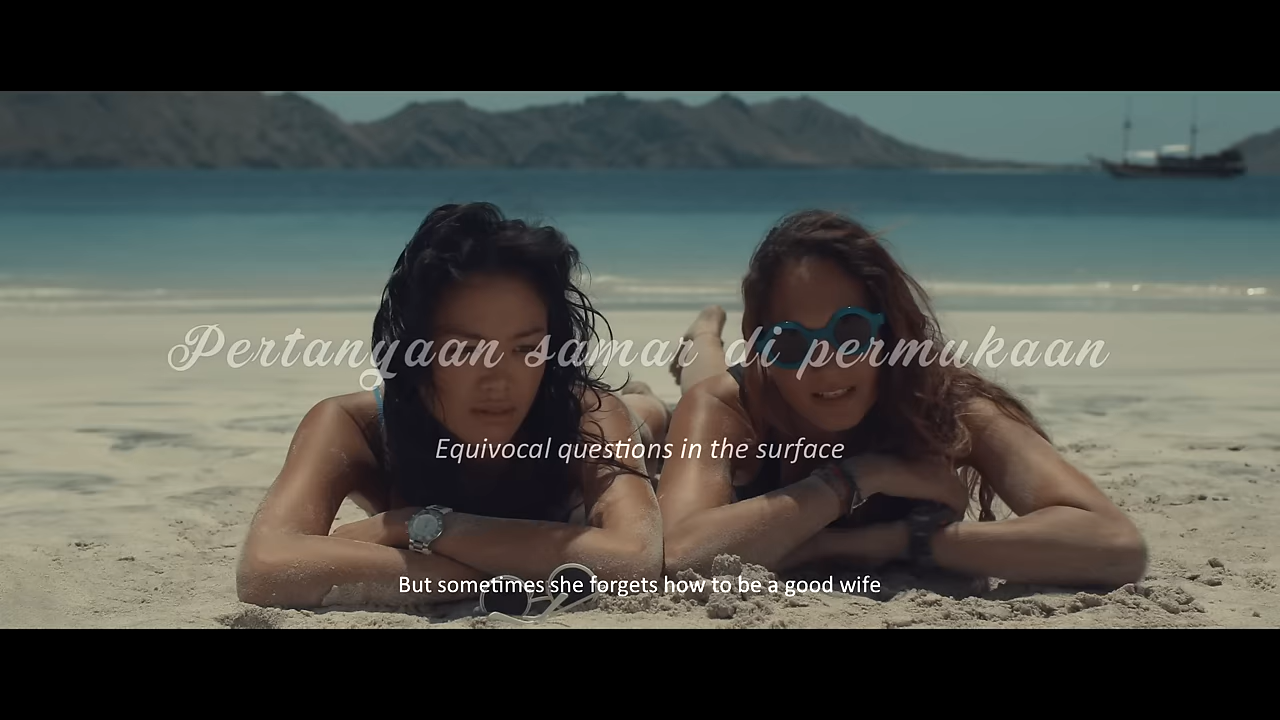 Pertanyaan samar di permukaan
Equivocal questions in the surface
But sometimes she forgets how to be a good wife